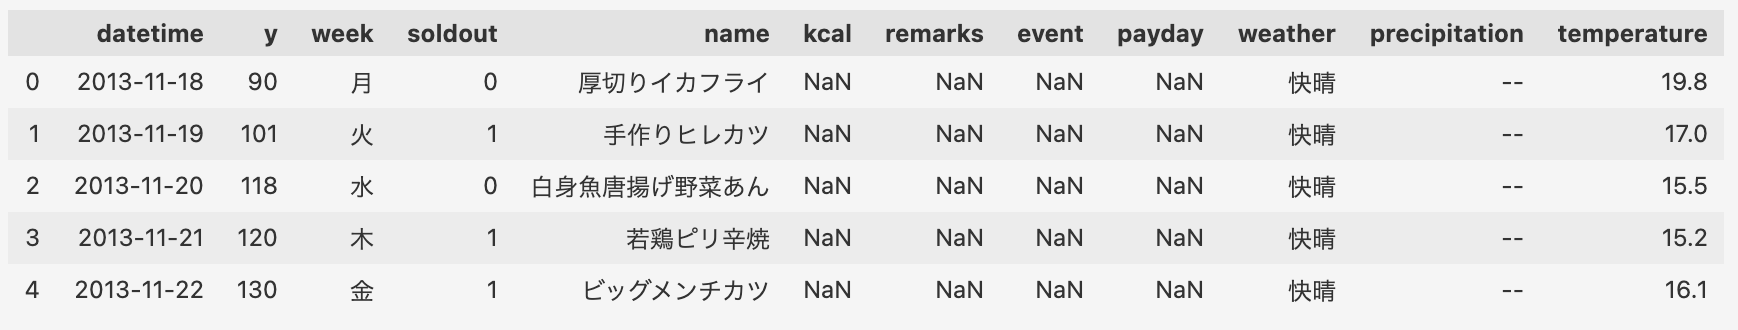 datetime y week soldout name kcal remarks event payday weather precipitation temperature
0 2013-11-18 90 月 0 厚切りイカフライ NaN NaN NaN NaN 快晴 -- 19.8
1 2013-11-19 101 火 1 手作りヒレカツ NaN NaN NaN NaN 快晴 -- 17.0
2 2013-11-20 118 水 0 白身魚唐揚げ野菜あん NaN NaN NaN NaN 快晴 -- 15.5
3 2013-11-21 120 木 1 若鶏ピリ辛焼 NaN NaN NaN NaN 快晴 -- 15.2
4 2013-11-22 130 金 1 ビッグメンチカツ NaN NaN NaN NaN 快晴 -- 16.1